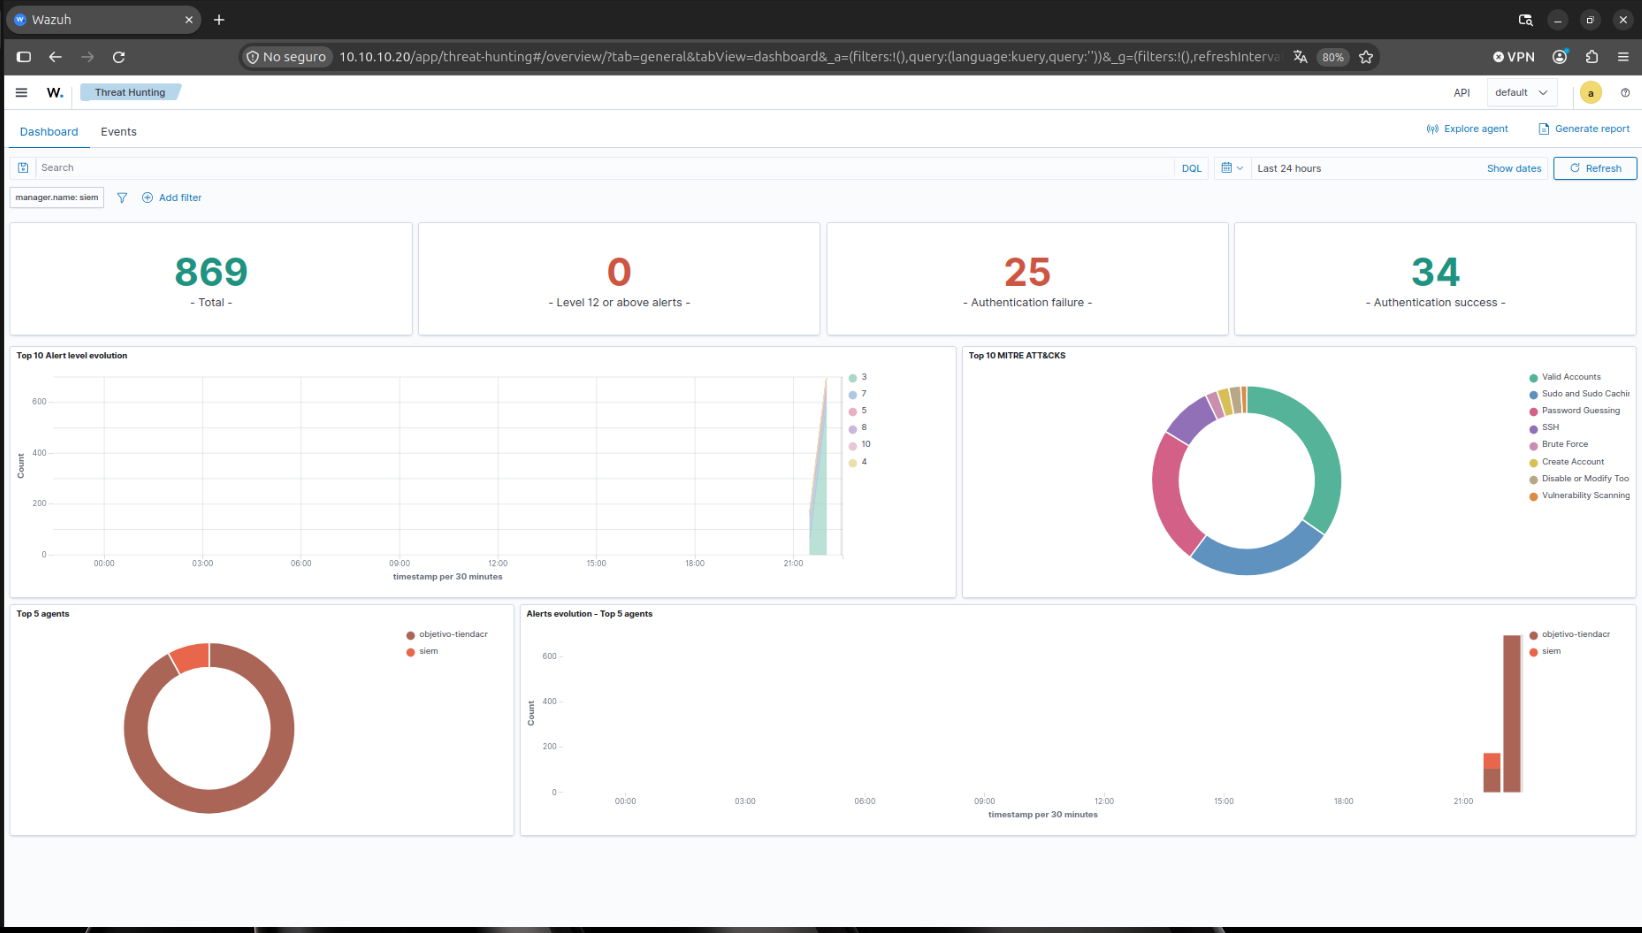 Wazuh
No seguro
10.10.10.20/app/threat-hunting#/overview/?tab=general&tabView=dashboard&_a=(filters:!(),query:(language:kuery,query:''))&_g=(filters:!(),refreshInterva
80%
VPN
W.
Threat Hunting
API
default
a
Dashboard
Events
Explore agent
Generate report
Search
DQL
Last 24 hours
Show dates
Refresh
manager.name: siem
Add filter
869
- Total -
0
- Level 12 or above alerts -
25
- Authentication failure -
34
- Authentication success -
Top 10 Alert level evolution
600
400
200
0
Count
00:00
03:00
06:00
09:00
12:00
15:00
18:00
21:00
timestamp per 30 minutes
3
7
5
8
10
4
Top 10 MITRE ATT&CKS
Valid Accounts
Sudo and Sudo Cachin
Password Guessing
SSH
Brute Force
Create Account
Disable or Modify Too
Vulnerability Scanning
Top 5 agents
objetivo-tiendacr
siem
Alerts evolution - Top 5 agents
600
400
200
0
Count
00:00
03:00
06:00
09:00
12:00
15:00
18:00
21:00
timestamp per 30 minutes
objetivo-tiendacr
siem